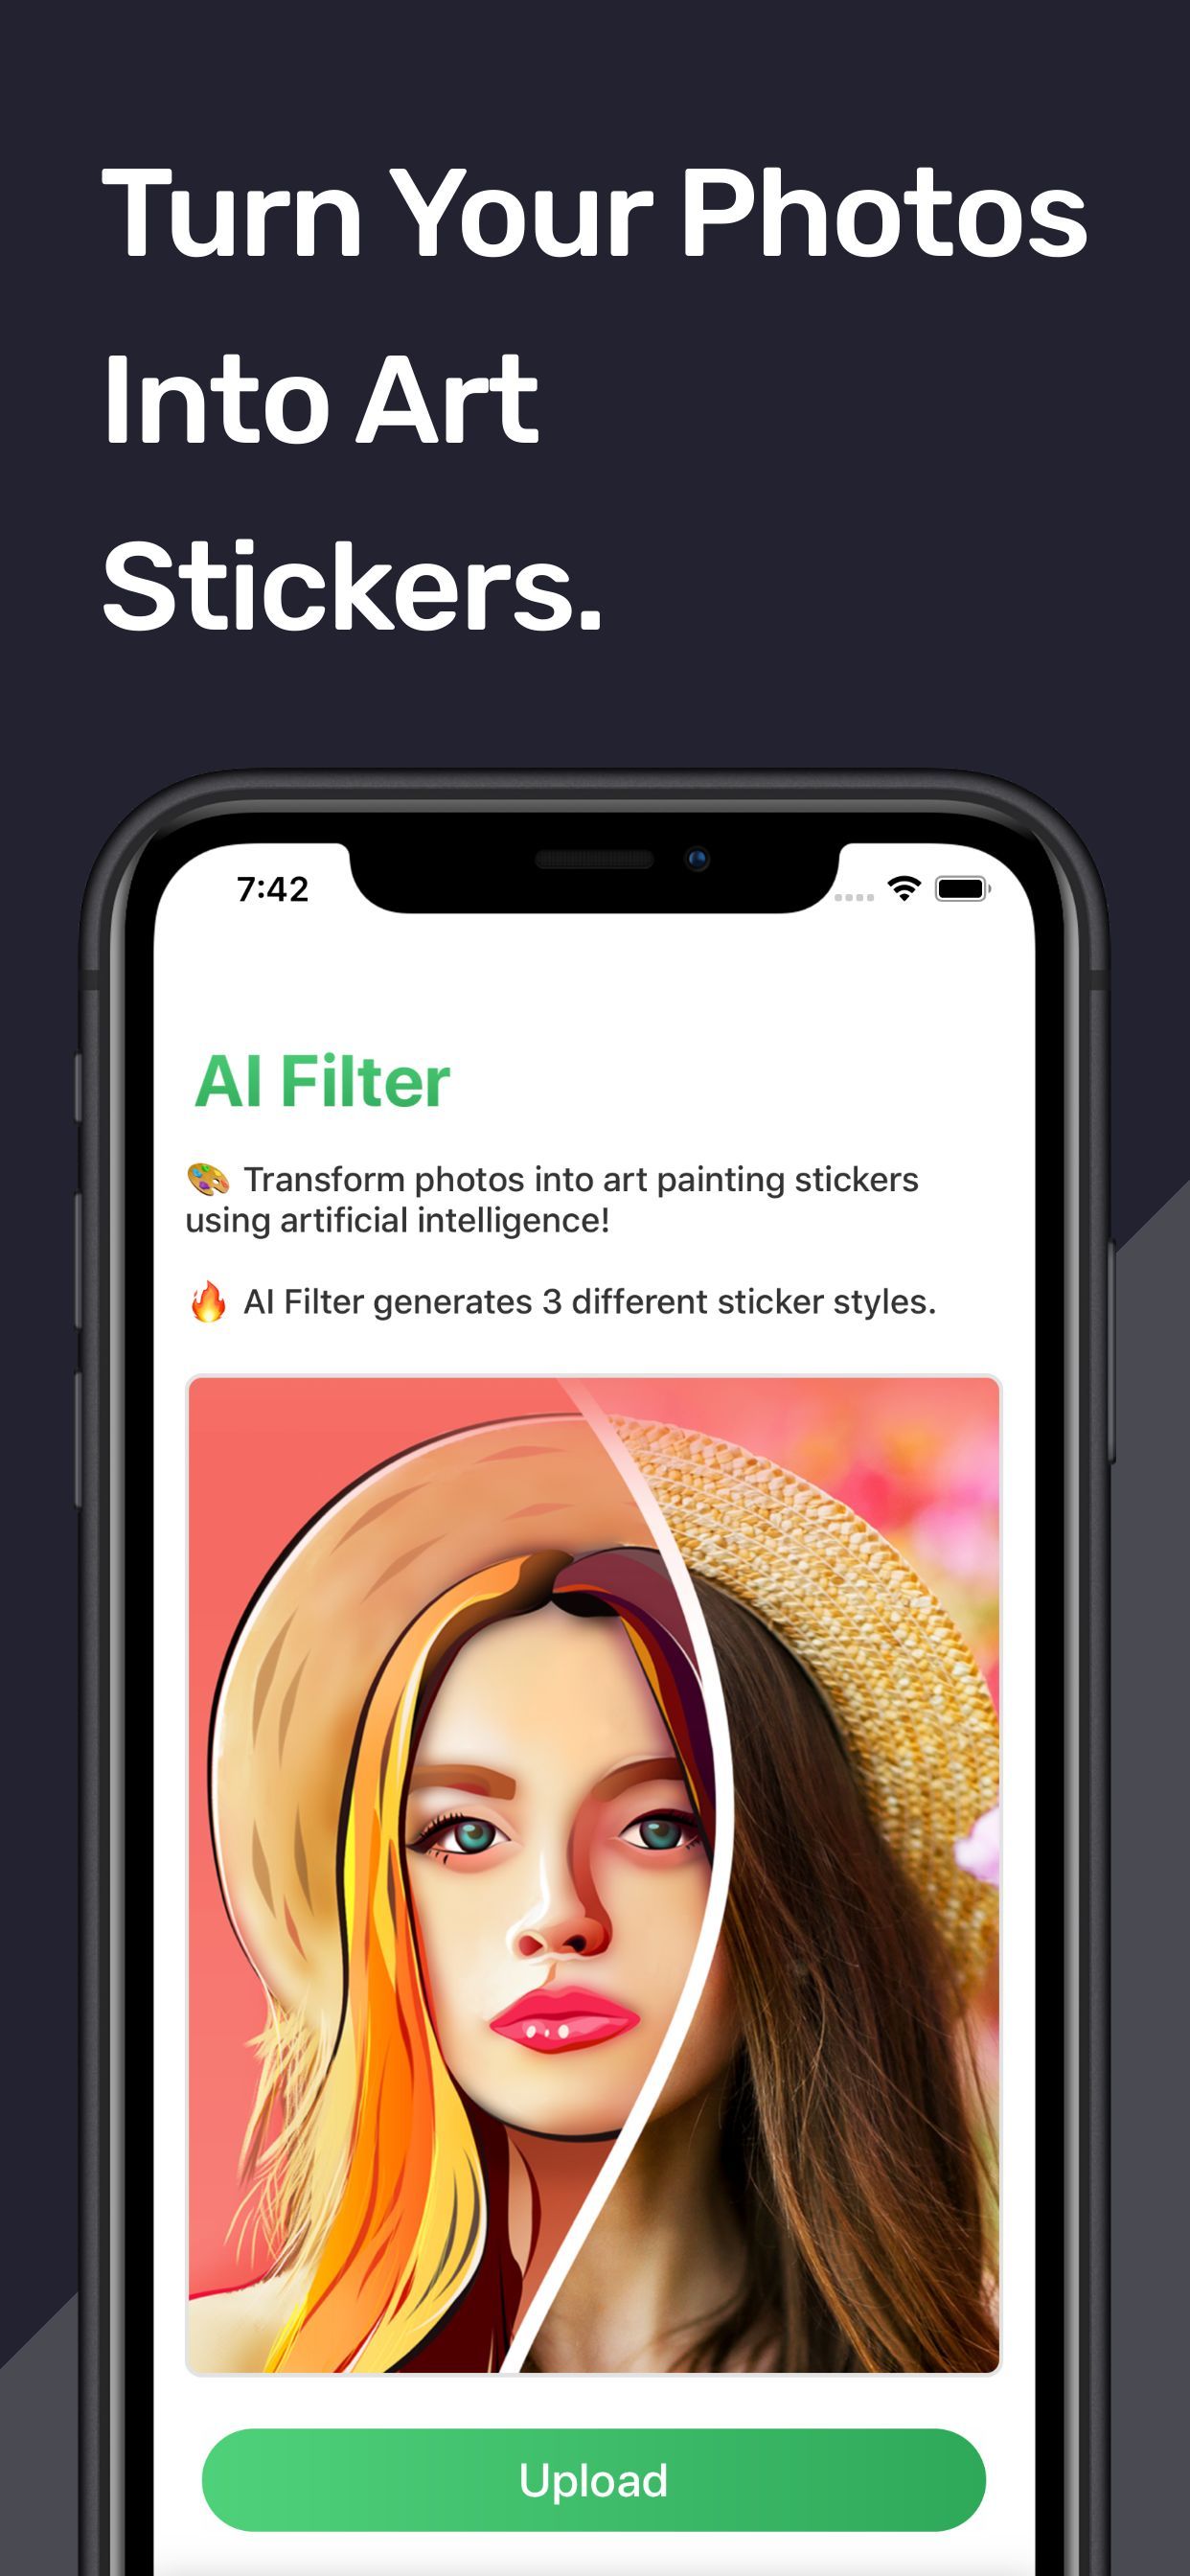 Turn Your Photos
Into Art
Stickers.
7:42
AI Filter
🎨 Transform photos into art painting stickers
using artificial intelligence!
🔥 AI Filter generates 3 different sticker styles.
Upload